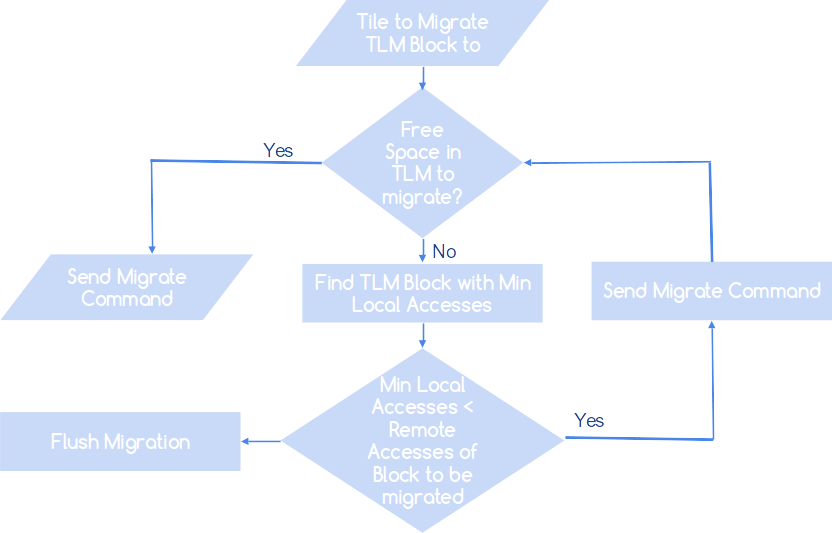 Tile to Migrate
TLM Block to
Free
Space in
TLM to
migrate?
Yes
No
Send Migrate
Command
Find TLM Block with Min
Local Accesses
Send Migrate Command
Min Local
Accesses <
Remote
Accesses of
Block to be
migrated
Yes
Flush Migration